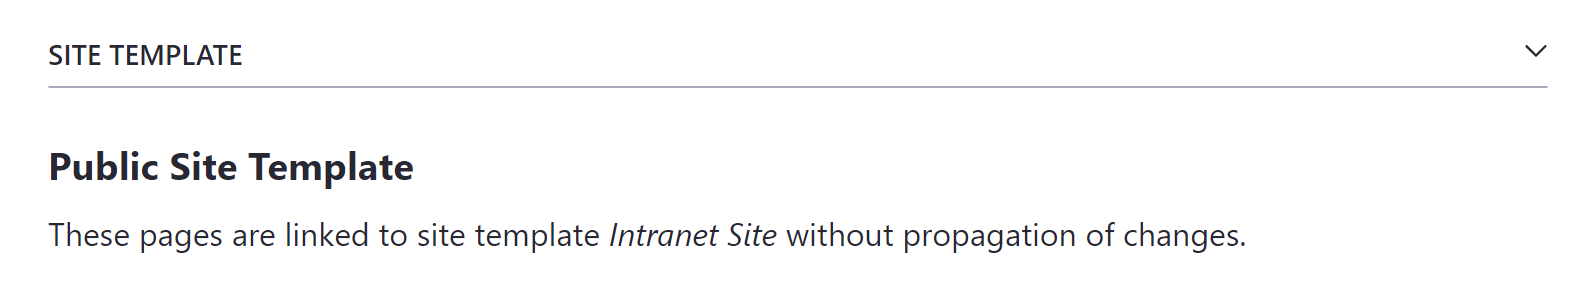 SITE TEMPLATE
Public Site Template
These pages are linked to site template Intranet Site without propagation of changes.